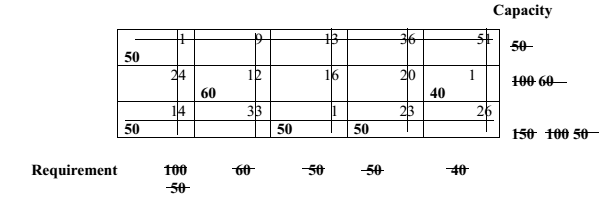 Capacity
1 9 13 36 51 50
50
24 12 16 20 1 100 60
60 40
14 33 1 23 26
50 50 50 150 100 50
Requirement 100 60 50 50 40
50